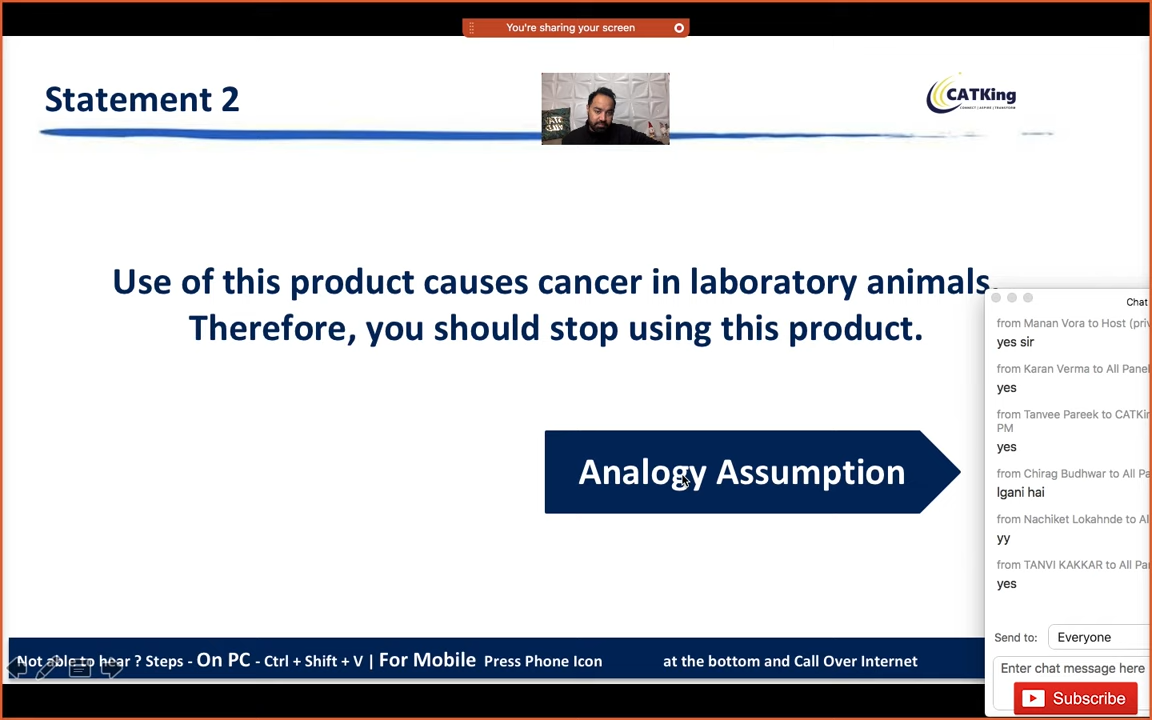 You're sharing your screen
Statement 2
CATKing
Use of this product causes cancer in laboratory animals.
Therefore, you should stop using this product.
Analogy Assumption
Chat
from Manan Vora to Host (priv
yes sir
from Karan Verma to All Panel
yes
from Tanvee Pareek to CATKin
PM
yes
from Chirag Budhwar to All Pa
lgani hai
from Nachiket Lokahnde to Al
yy
from TANVI KAKKAR to All Pan
yes
Send to: Everyone
Enter chat message here
Subscribe
Not able to hear ? Steps - On PC - Ctrl + Shift + V | For Mobile Press Phone Icon at the bottom and Call Over Internet